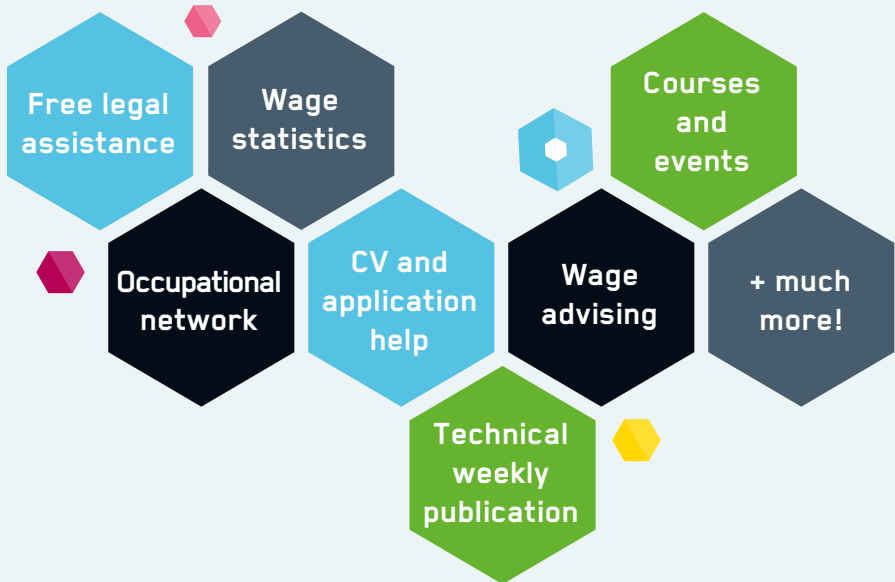 Free legal
assistance
Wage
statistics
Courses
and
events
Occupational
network
CV and
application
help
Wage
advising
+ much
more!
Technical
weekly
publication